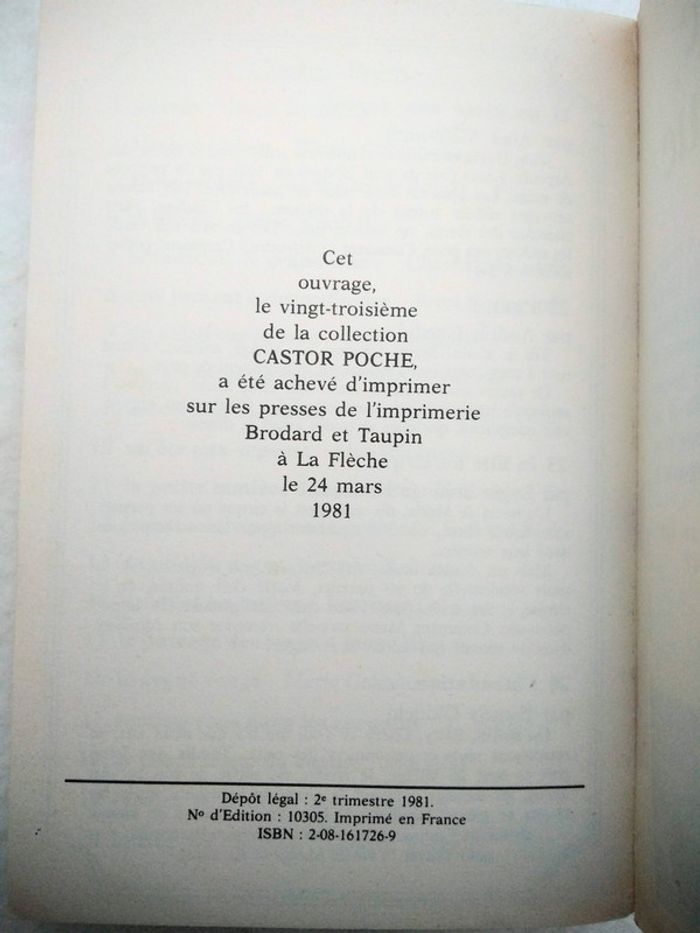 Cet
ouvrage,
le vingt-troisième
de la collection
CASTOR POCHE,
a été achevé d'imprimer
sur les presses de l'imprimerie
Brodard et Taupin
à La Flèche
le 24 mars
1981
Dépôt légal : 2e trimestre 1981.
No d'Edition : 10305. Imprimé en France
ISBN : 2-08-161726-9